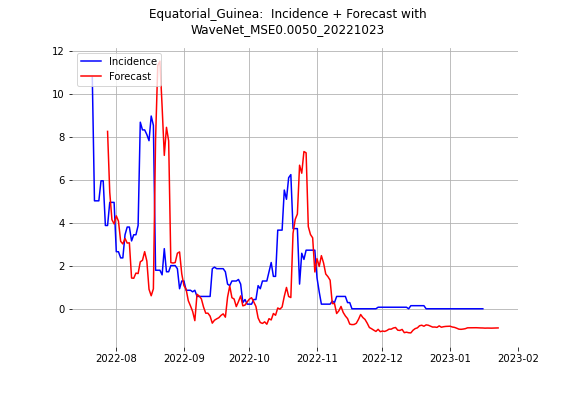 Equatorial_Guinea:  Incidence + Forecast with
WaveNet_MSE0.0050_20221023
Incidence
Forecast
12
10
8
6
4
2
0
2022-08 2022-09 2022-10 2022-11 2022-12 2023-01 2023-02